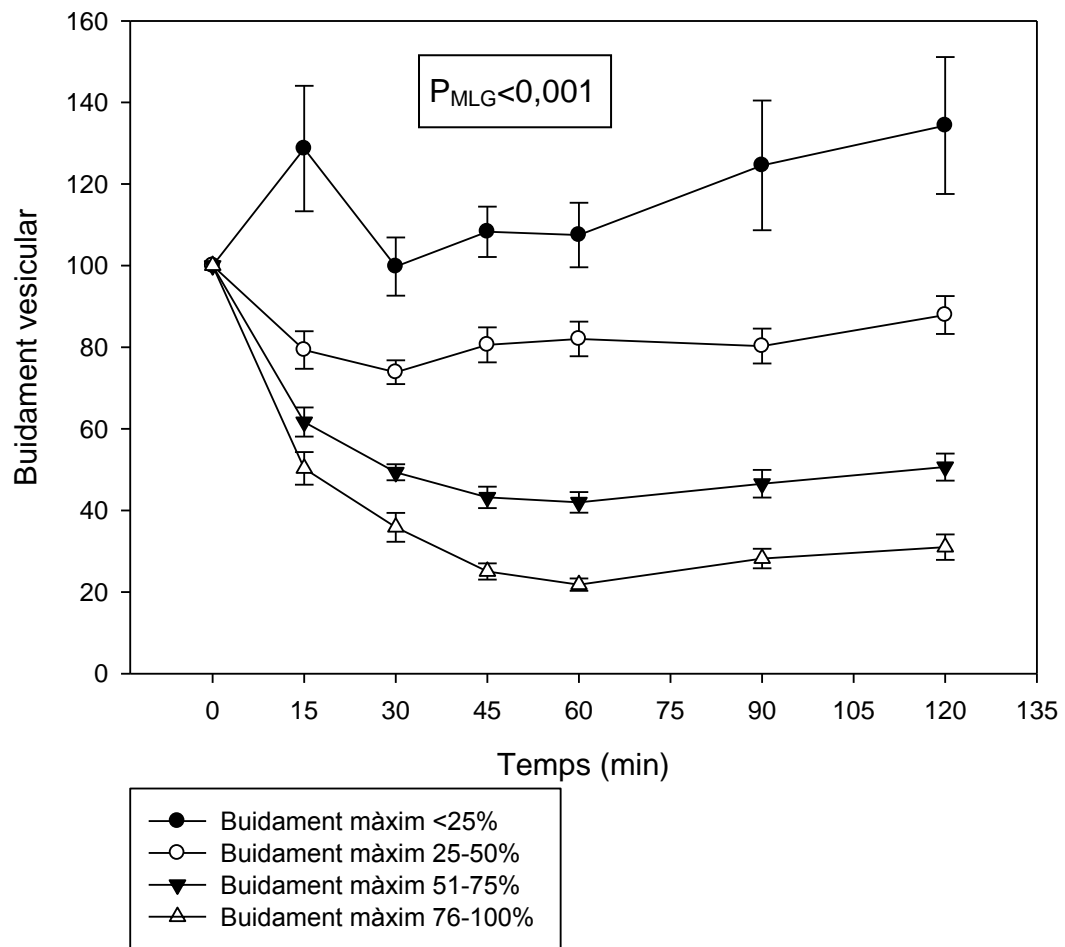 160
140
120
100
80
60
40
20
0
Buidament vesicular
P_MLG<0,001
0 15 30 45 60 75 90 105 120 135
Temps (min)
Buidament màxim <25%
Buidament màxim 25-50%
Buidament màxim 51-75%
Buidament màxim 76-100%